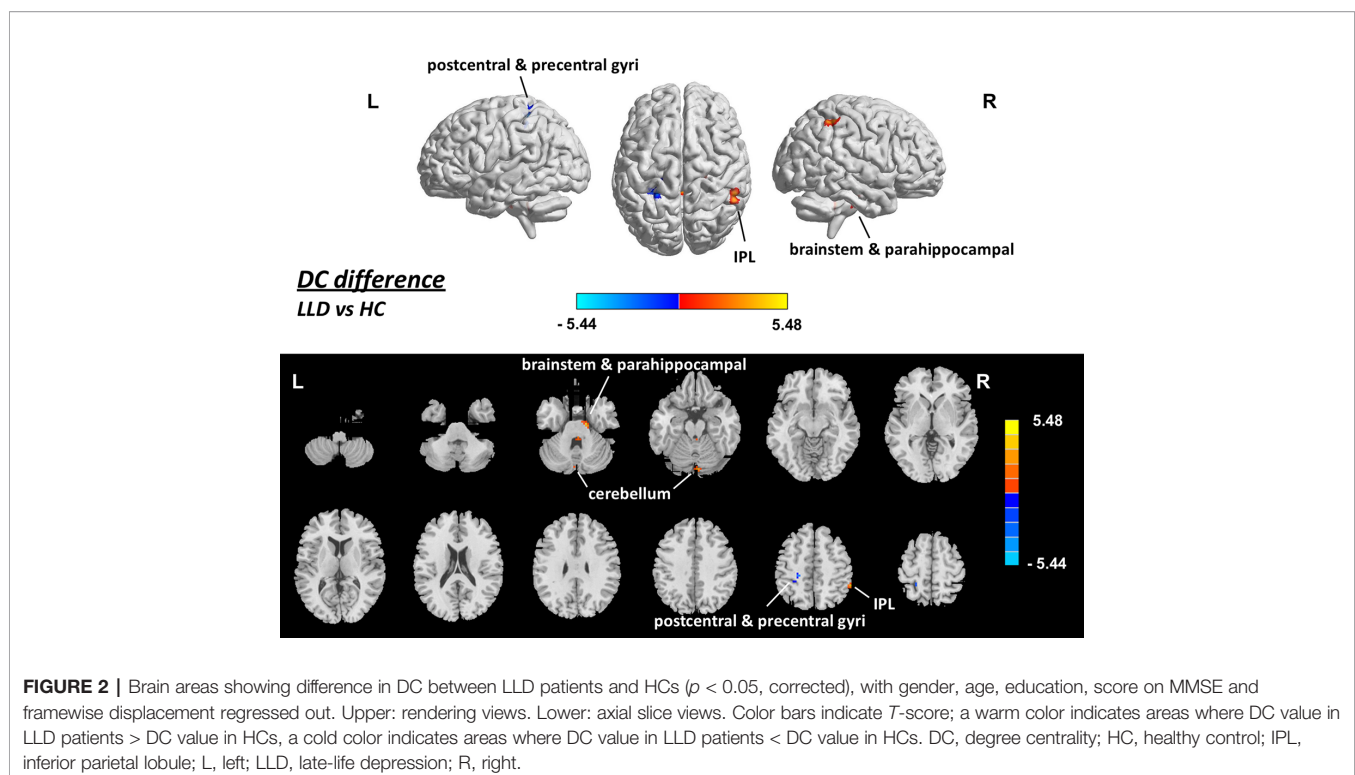 postcentral & precentral gyri
L
R
IPL
brainstem & parahippocampal
DC difference
LLD vs HC
- 5.44
5.48
brainstem & parahippocampal
L
R
5.48
cerebellum
- 5.44
IPL
postcentral & precentral gyri
FIGURE 2 | Brain areas showing difference in DC between LLD patients and HCs (p < 0.05, corrected), with gender, age, education, score on MMSE and
framewise displacement regressed out. Upper: rendering views. Lower: axial slice views. Color bars indicate T-score; a warm color indicates areas where DC value in
LLD patients > DC value in HCs, a cold color indicates areas where DC value in LLD patients < DC value in HCs. DC, degree centrality; HC, healthy control; IPL,
inferior parietal lobule; L, left; LLD, late-life depression; R, right.